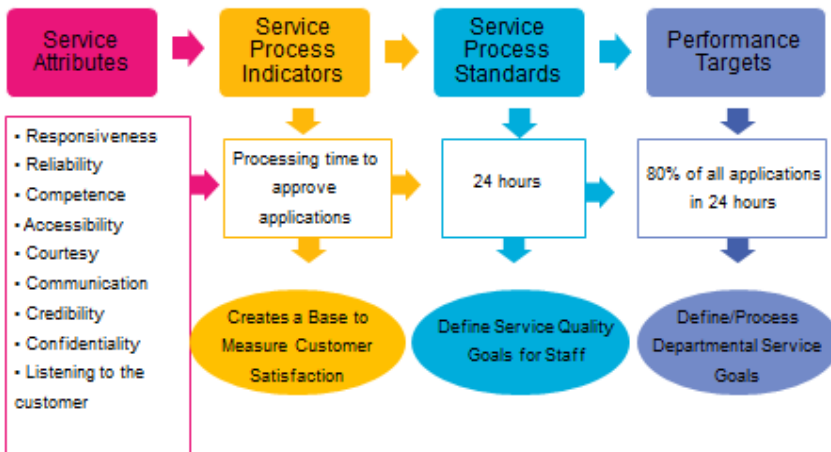 Service
Attributes
Service
Process
Indicators
Service
Process
Standards
Performance
Targets
▪ Responsiveness
▪ Reliability
▪ Competence
▪ Accessibility
▪ Courtesy
▪ Communication
▪ Credibility
▪ Confidentiality
▪ Listening to the
customer
Processing time to
approve
applications
24 hours
80% of all applications
in 24 hours
Creates a Base to
Measure Customer
Satisfaction
Define Service Quality
Goals for Staff
Define/Process
Departmental Service
Goals